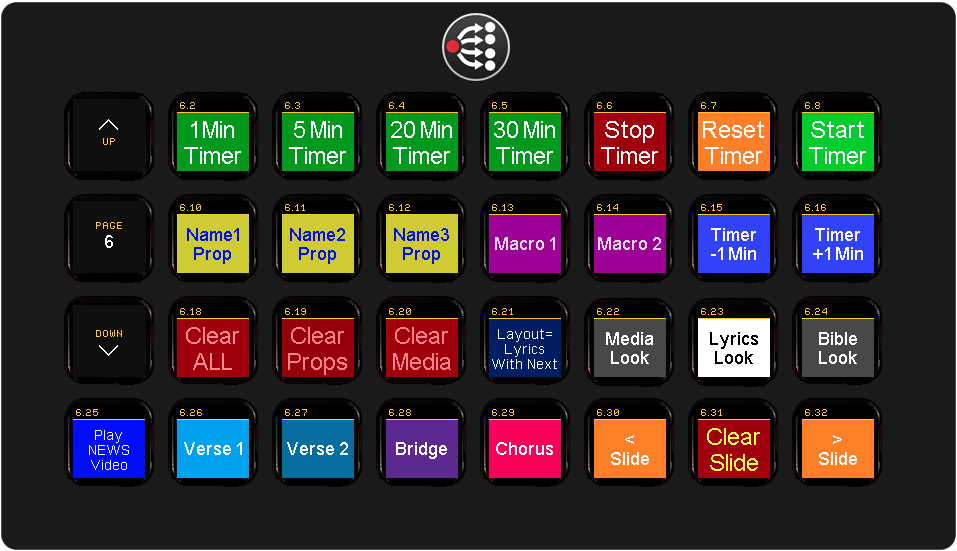 UP
6.2
1 Min
Timer
6.3
5 Min
Timer
6.4
20 Min
Timer
6.5
30 Min
Timer
6.6
Stop
Timer
6.7
Reset
Timer
6.8
Start
Timer
PAGE
6
6.10
Name1
Prop
6.11
Name2
Prop
6.12
Name3
Prop
6.13
Macro 1
6.14
Macro 2
6.15
Timer
-1 Min
6.16
Timer
+1 Min
DOWN
6.18
Clear
ALL
6.19
Clear
Props
6.20
Clear
Media
6.21
Layout=
Lyrics
With Next
6.22
Media
Look
6.23
Lyrics
Look
6.24
Bible
Look
6.25
Play
NEWS
Video
6.26
Verse 1
6.27
Verse 2
6.28
Bridge
6.29
Chorus
6.30
<
Slide
6.31
Clear
Slide
6.32
>
Slide